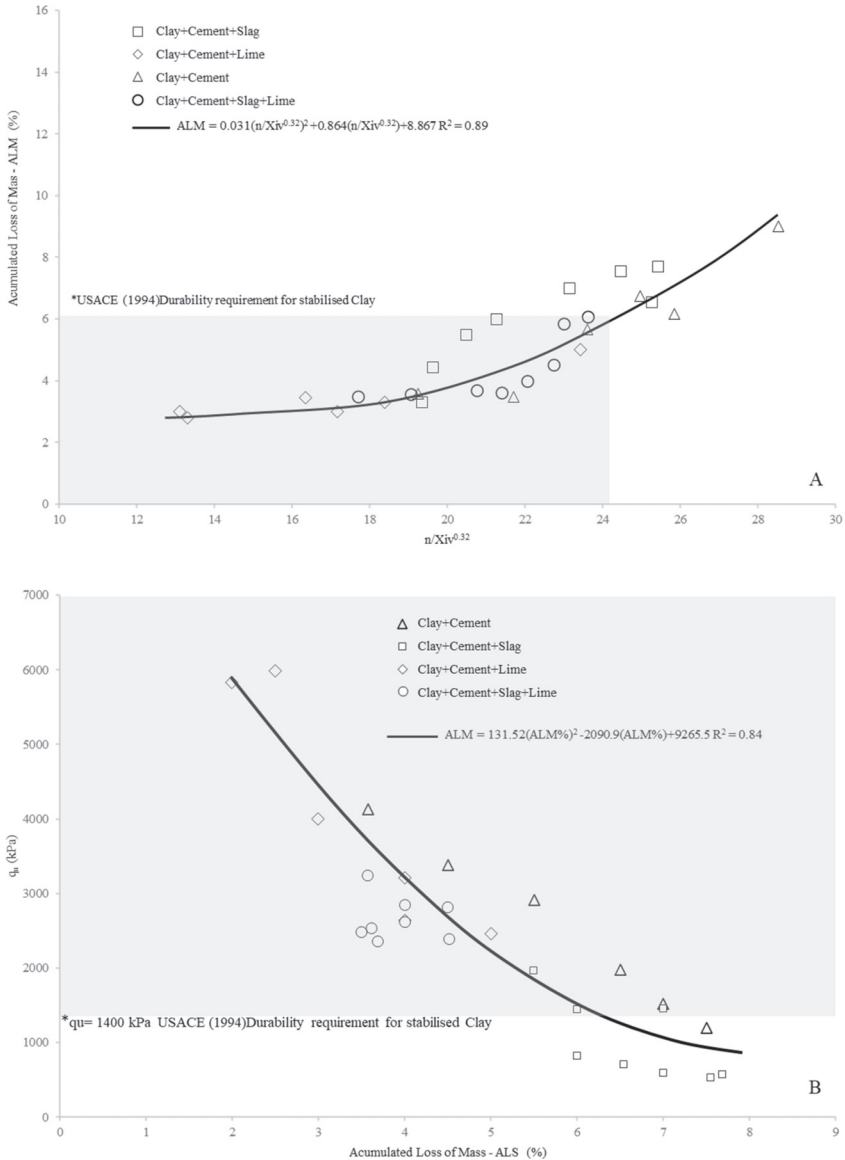 16
14
12
10
8
6
4
2
0
Acumulated Loss of Mas - ALM (%)
Clay+Cement+Slag
Clay+Cement+Lime
Clay+Cement
Clay+Cement+Slag+Lime
ALM = 0.031(n/Xiv^0.32)²+0.864(n/Xiv^0.32)+8.867 R² = 0.89
*USACE (1994)Durability requirement for stabilised Clay
A
10 12 14 16 18 20 22 24 26 28 30
n/Xiv^0.32
7000
6000
5000
4000
3000
2000
1000
0
qu (kPa)
Clay+Cement
Clay+Cement+Slag
Clay+Cement+Lime
Clay+Cement+Slag+Lime
ALM = 131.52(ALM%)² -2090.9(ALM%)+9265.5 R² = 0.84
*qu= 1400 kPa USACE (1994)Durability requirement for stabilised Clay
B
0 1 2 3 4 5 6 7 8 9
Acumulated Loss of Mass - ALS (%)